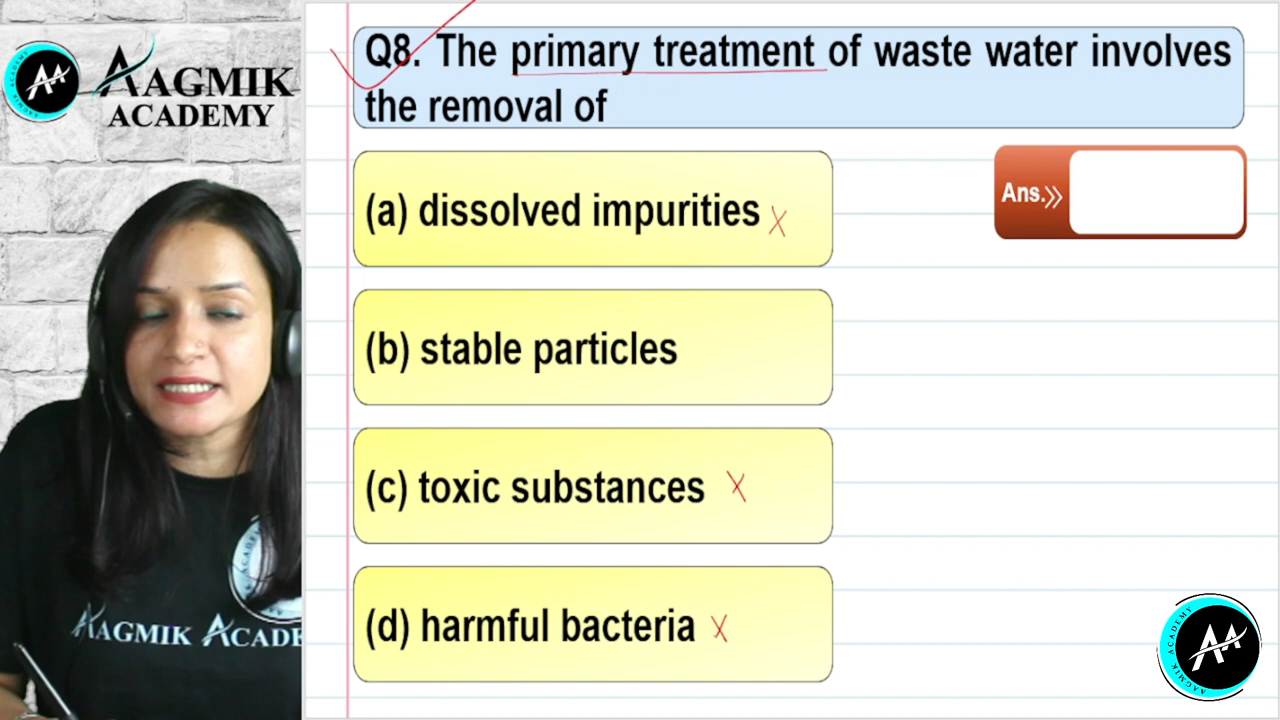 AAGMIK
ACADEMY
Q8. The primary treatment of waste water involves
the removal of
Ans.
(a) dissolved impurities
(b) stable particles
(c) toxic substances
(d) harmful bacteria
AAGMIK ACADE